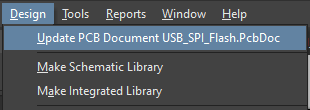 Design Tools Reports Window Help
Update PCB Document USB_SPI_Flash.PcbDoc
Make Schematic Library
Make Integrated Library